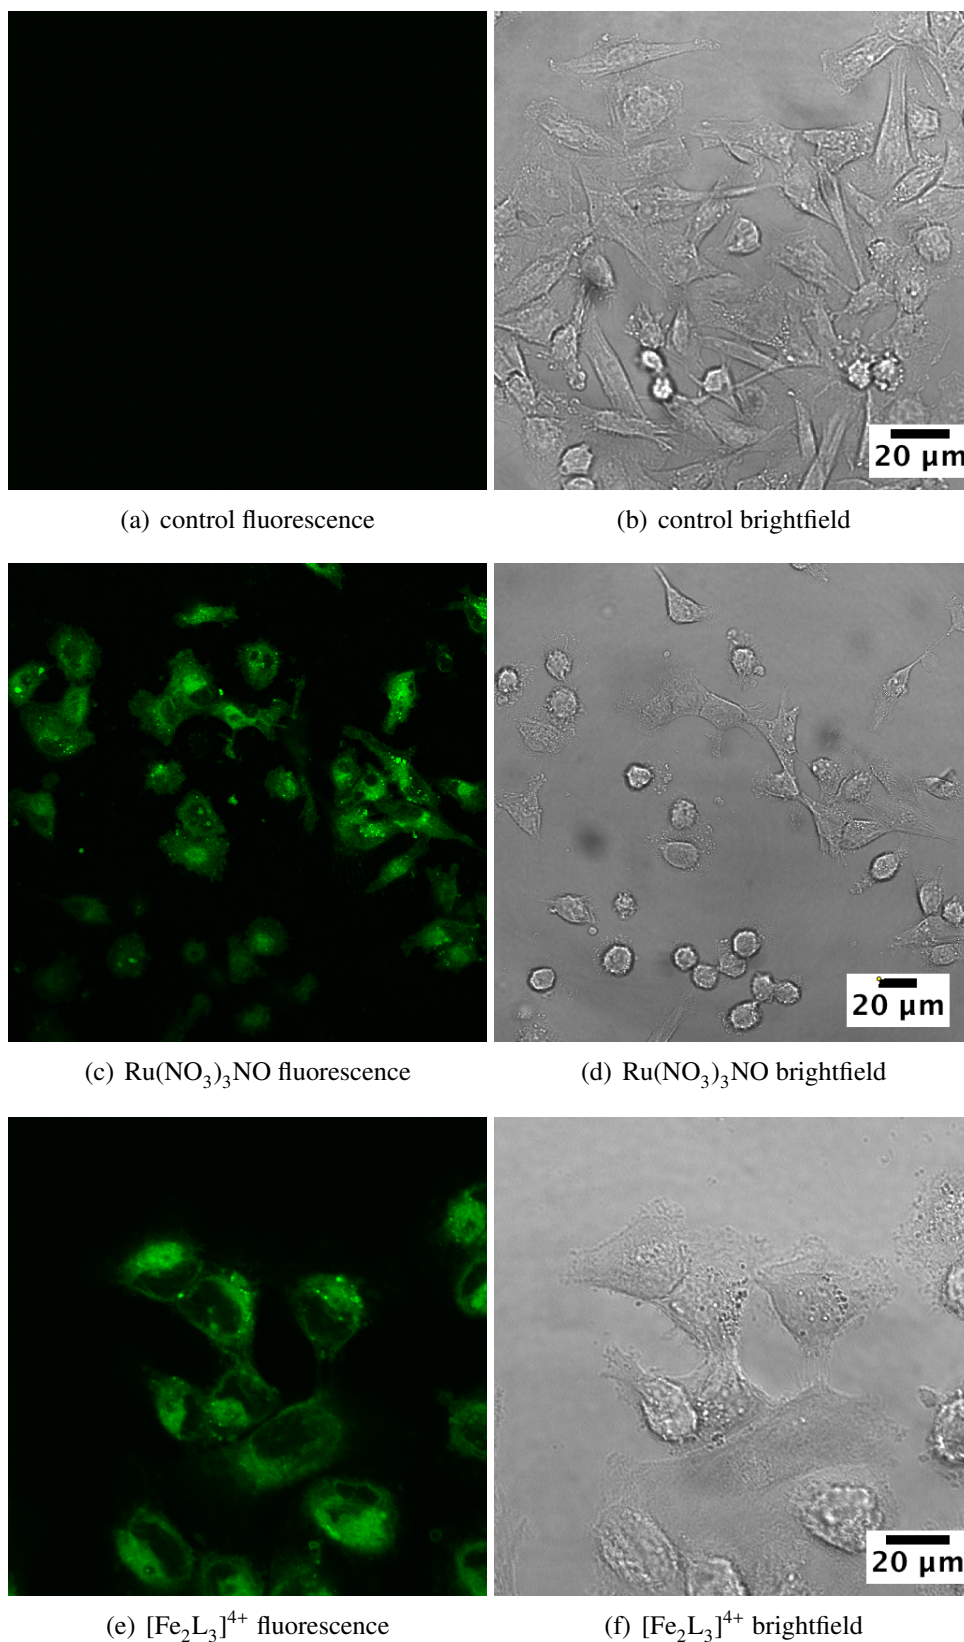 20 µm
(a) control fluorescence
(b) control brightfield
20 µm
(c) Ru(NO₃)₃NO fluorescence
(d) Ru(NO₃)₃NO brightfield
20 µm
(e) [Fe₂L₃]⁴⁺ fluorescence
(f) [Fe₂L₃]⁴⁺ brightfield